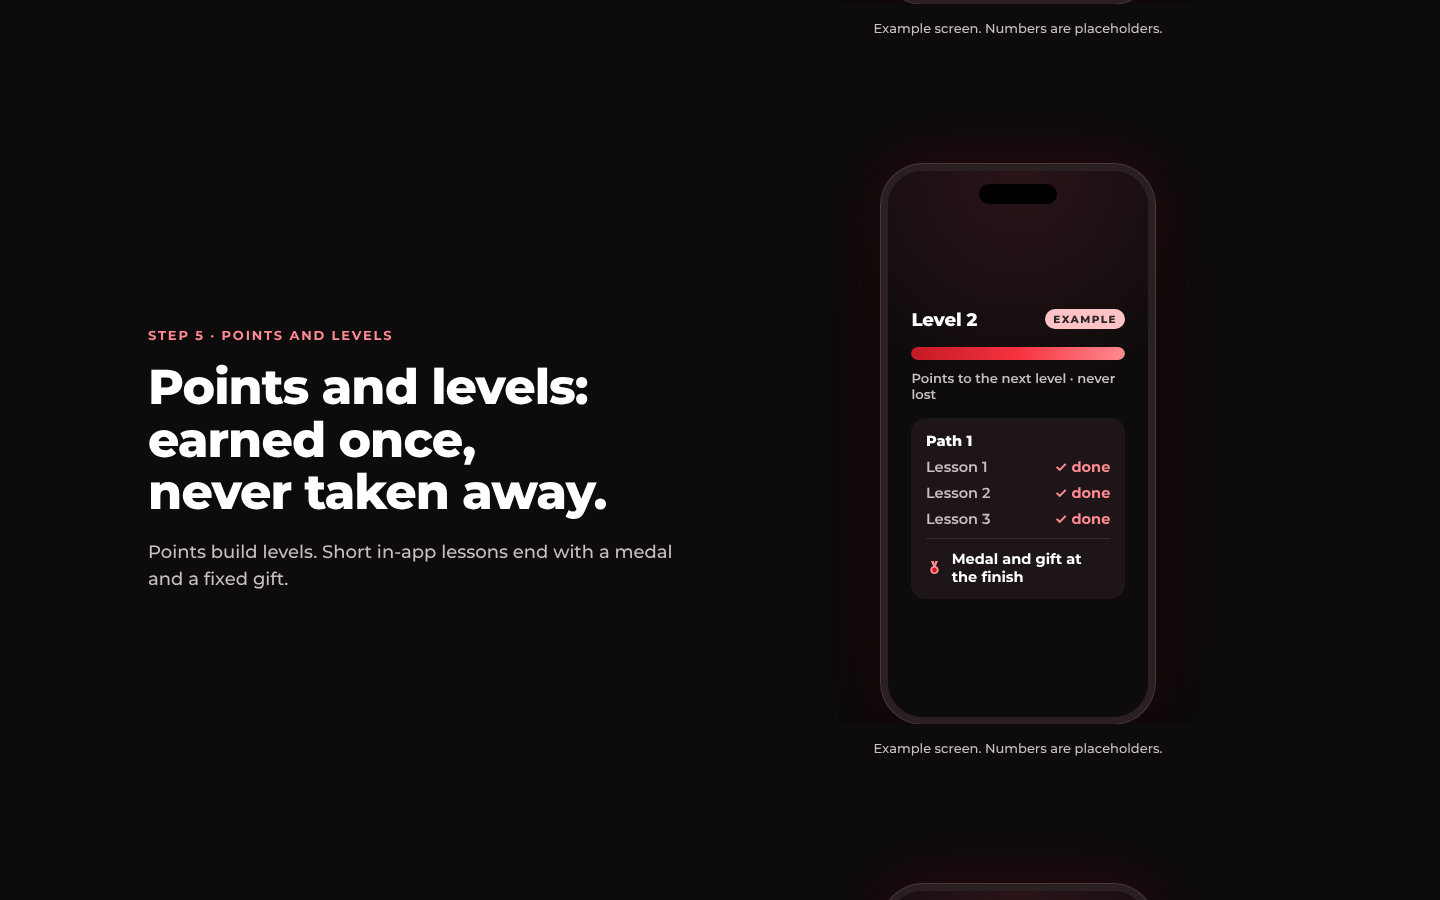 Example screen. Numbers are placeholders.
STEP 5 · POINTS AND LEVELS
Points and levels:
earned once,
never taken away.
Points build levels. Short in-app lessons end with a medal
and a fixed gift.
Level 2
EXAMPLE
Points to the next level · never
lost
Path 1
Lesson 1 ✓ done
Lesson 2 ✓ done
Lesson 3 ✓ done
Medal and gift at
the finish
Example screen. Numbers are placeholders.